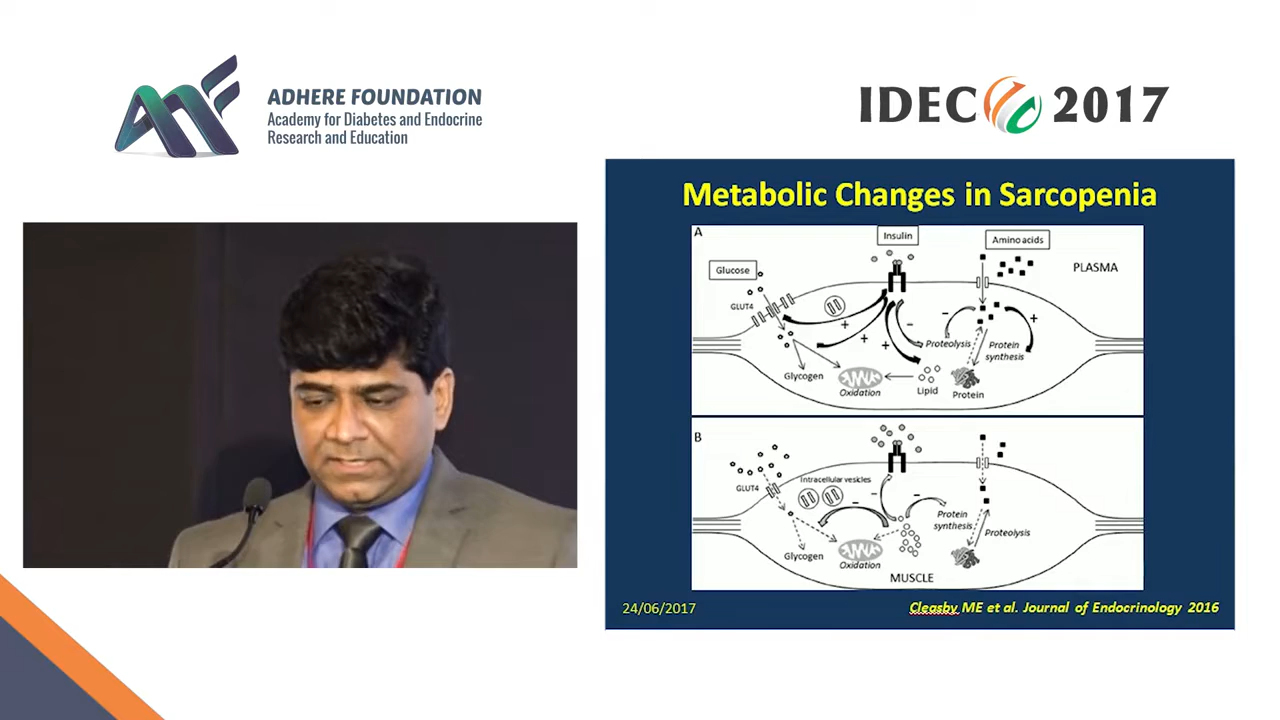 ADHERE FOUNDATION
Academy for Diabetes and Endocrine
Research and Education
IDEC 2017
Metabolic Changes in Sarcopenia
A
Insulin
Amino acids
Glucose
PLASMA
GLUT4
+
+
+
−
−
+
Proteolysis
Protein
synthesis
Glycogen
Oxidation
Lipid
Protein
B
Intracellular vesicles
GLUT4
−
−
−
Protein
synthesis
Proteolysis
Glycogen
Oxidation
MUSCLE
24/06/2017
Cleasby ME et al. Journal of Endocrinology 2016